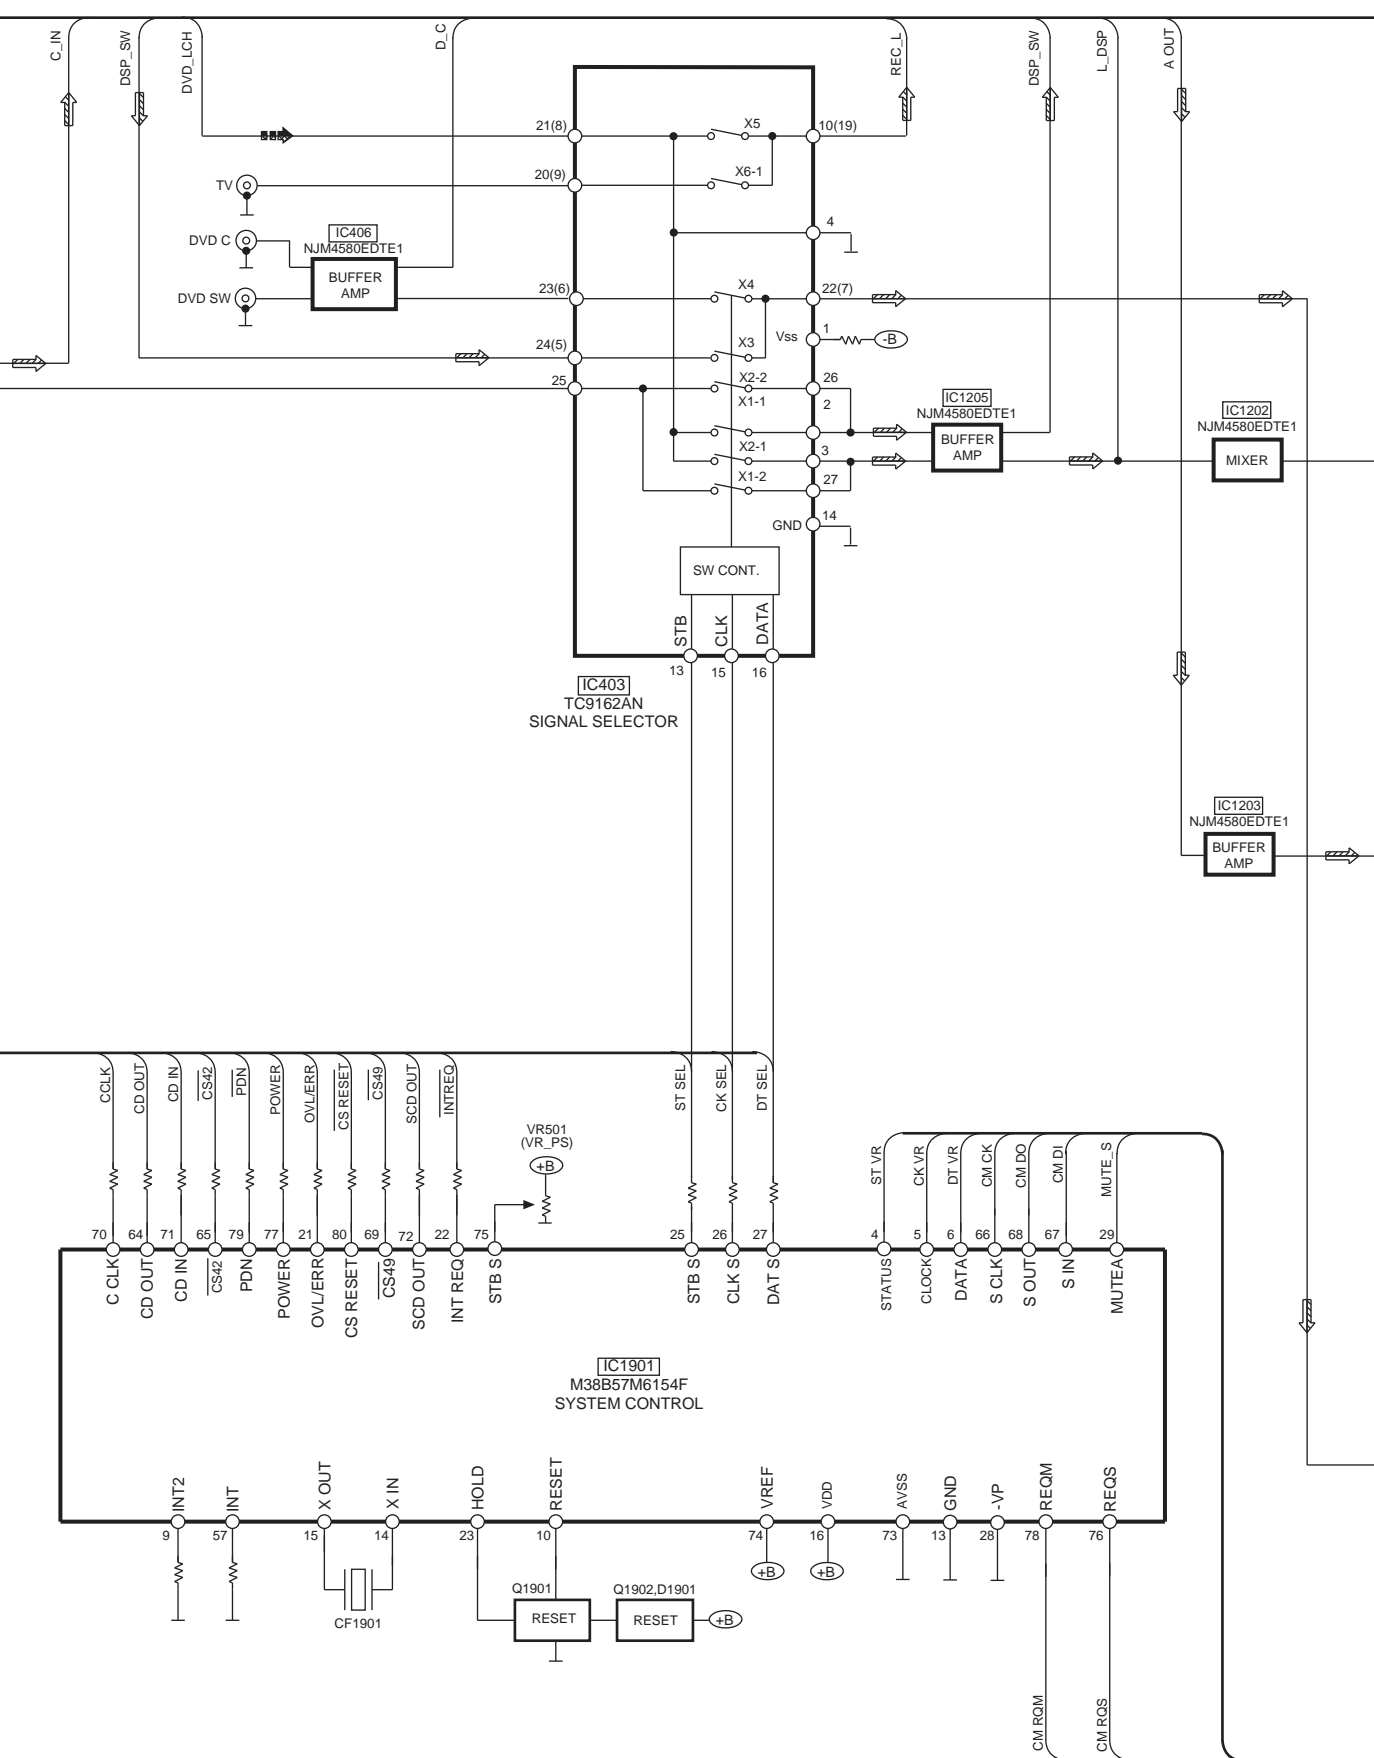 C_IN
DSP_SW
DVD_LCH
D_C
REC_L
DSP_SW
L_DSP
A OUT
21(8)
X5
10(19)
TV
20(9)
X6-1
DVD C
IC406
NJM4580EDTE1
BUFFER
AMP
4
DVD SW
23(6)
X4
22(7)
Vss
1
-B
24(5)
X3
25
X2-2
26
X1-1
2
IC1205
NJM4580EDTE1
BUFFER
AMP
IC1202
NJM4580EDTE1
MIXER
X2-1
3
X1-2
27
GND
14
SW CONT.
STB
CLK
DATA
13
15
16
IC403
TC9162AN
SIGNAL SELECTOR
IC1203
NJM4580EDTE1
BUFFER
AMP
CCLK
CD OUT
CD IN
CS42
PDN
POWER
OVL/ERR
CS RESET
CS49
SCD OUT
INTREQ
VR501
(VR_PS)
+B
ST SEL
CK SEL
DT SEL
ST VR
CK VR
DT VR
CM CK
CM DO
CM DI
MUTE_S
70
64
71
65
79
77
21
80
69
72
22
75
25
26
27
4
5
6
66
68
67
29
C CLK
CD OUT
CD IN
CS42
PDN
POWER
OVL/ERR
CS RESET
CS49
SCD OUT
INT REQ
STB S
STB S
CLK S
DAT S
STATUS
CLOCK
DATA
S CLK
S OUT
S IN
MUTEA
IC1901
M38B57M6154F
SYSTEM CONTROL
INT2
INT
X OUT
X IN
HOLD
RESET
VREF
VDD
AVSS
GND
-VP
REQM
REQS
9
57
15
14
23
10
74
16
73
13
28
78
76
+B
+B
CF1901
Q1901
RESET
Q1902,D1901
RESET
+B
CM RQM
CM RQS